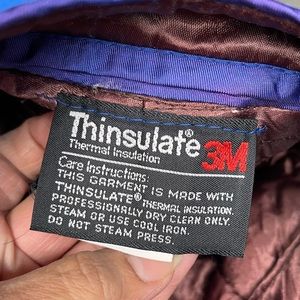 Thinsulate® 3M
Thermal Insulation
Care Instructions:
THIS GARMENT IS MADE WITH
THINSULATE® THERMAL INSULATION.
PROFESSIONALLY DRY CLEAN ONLY.
STEAM OR USE COOL IRON.
DO NOT STEAM PRESS.